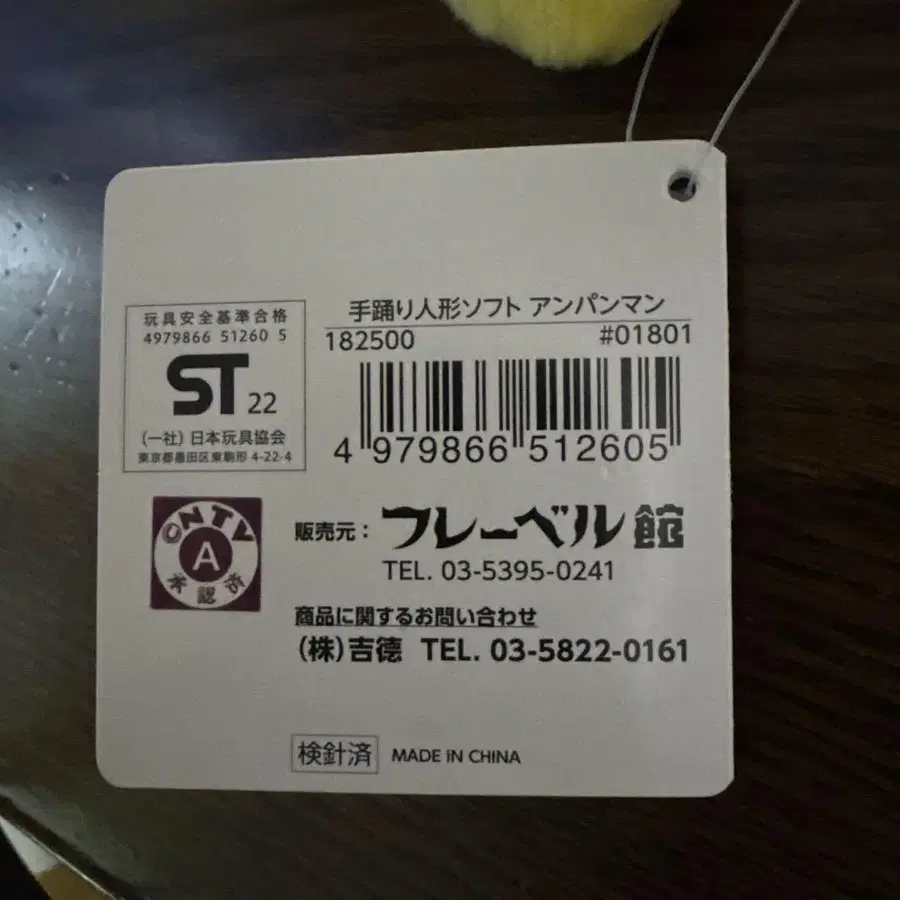 手踊り人形ソフト アンパンマン
182500 #01801
4 979866 512605
玩具安全基準合格
4979866 51260 5
ST 22
(一社) 日本玩具協会
東京都墨田区東駒形 4-22-4
©NTV
A
承認済
販売元： フレーベル館
TEL. 03-5395-0241
商品に関するお問い合わせ
(株)吉徳 TEL. 03-5822-0161
検針済 MADE IN CHINA